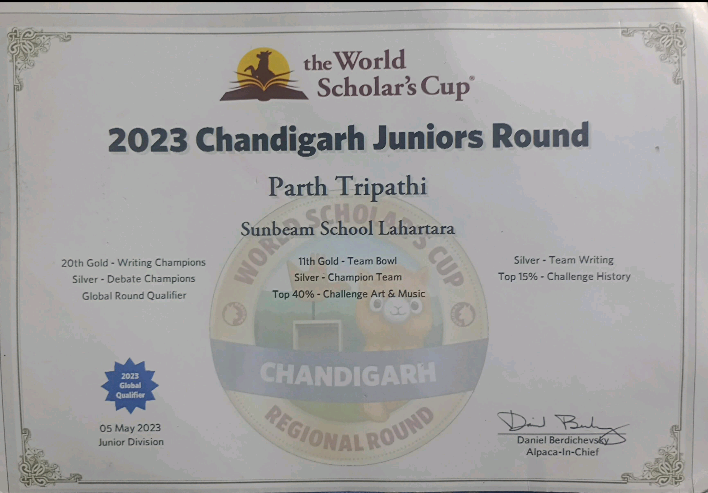 the World
Scholar's Cup®
2023 Chandigarh Juniors Round
Parth Tripathi
Sunbeam School Lahartara
20th Gold - Writing Champions
Silver - Debate Champions
Global Round Qualifier
11th Gold - Team Bowl
Silver - Champion Team
Top 40% - Challenge Art & Music
Silver - Team Writing
Top 15% - Challenge History
WORLD SCHOLAR'S CUP
CHANDIGARH
REGIONAL ROUND
2023
Global
Qualifier
05 May 2023
Junior Division
Daniel Berdichevsky
Alpaca-In-Chief